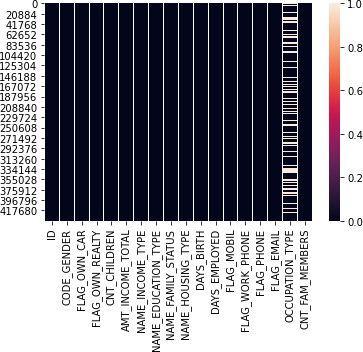 0
20884
41768
62652
83536
104420
125304
146188
167072
187956
208840
229724
250608
271492
292376
313260
334144
355028
375912
396796
417680
1.0
0.8
0.6
0.4
0.2
0.0
ID
CODE_GENDER
FLAG_OWN_CAR
FLAG_OWN_REALTY
CNT_CHILDREN
AMT_INCOME_TOTAL
NAME_INCOME_TYPE
NAME_EDUCATION_TYPE
NAME_FAMILY_STATUS
NAME_HOUSING_TYPE
DAYS_BIRTH
DAYS_EMPLOYED
FLAG_MOBIL
FLAG_WORK_PHONE
FLAG_PHONE
FLAG_EMAIL
OCCUPATION_TYPE
CNT_FAM_MEMBERS